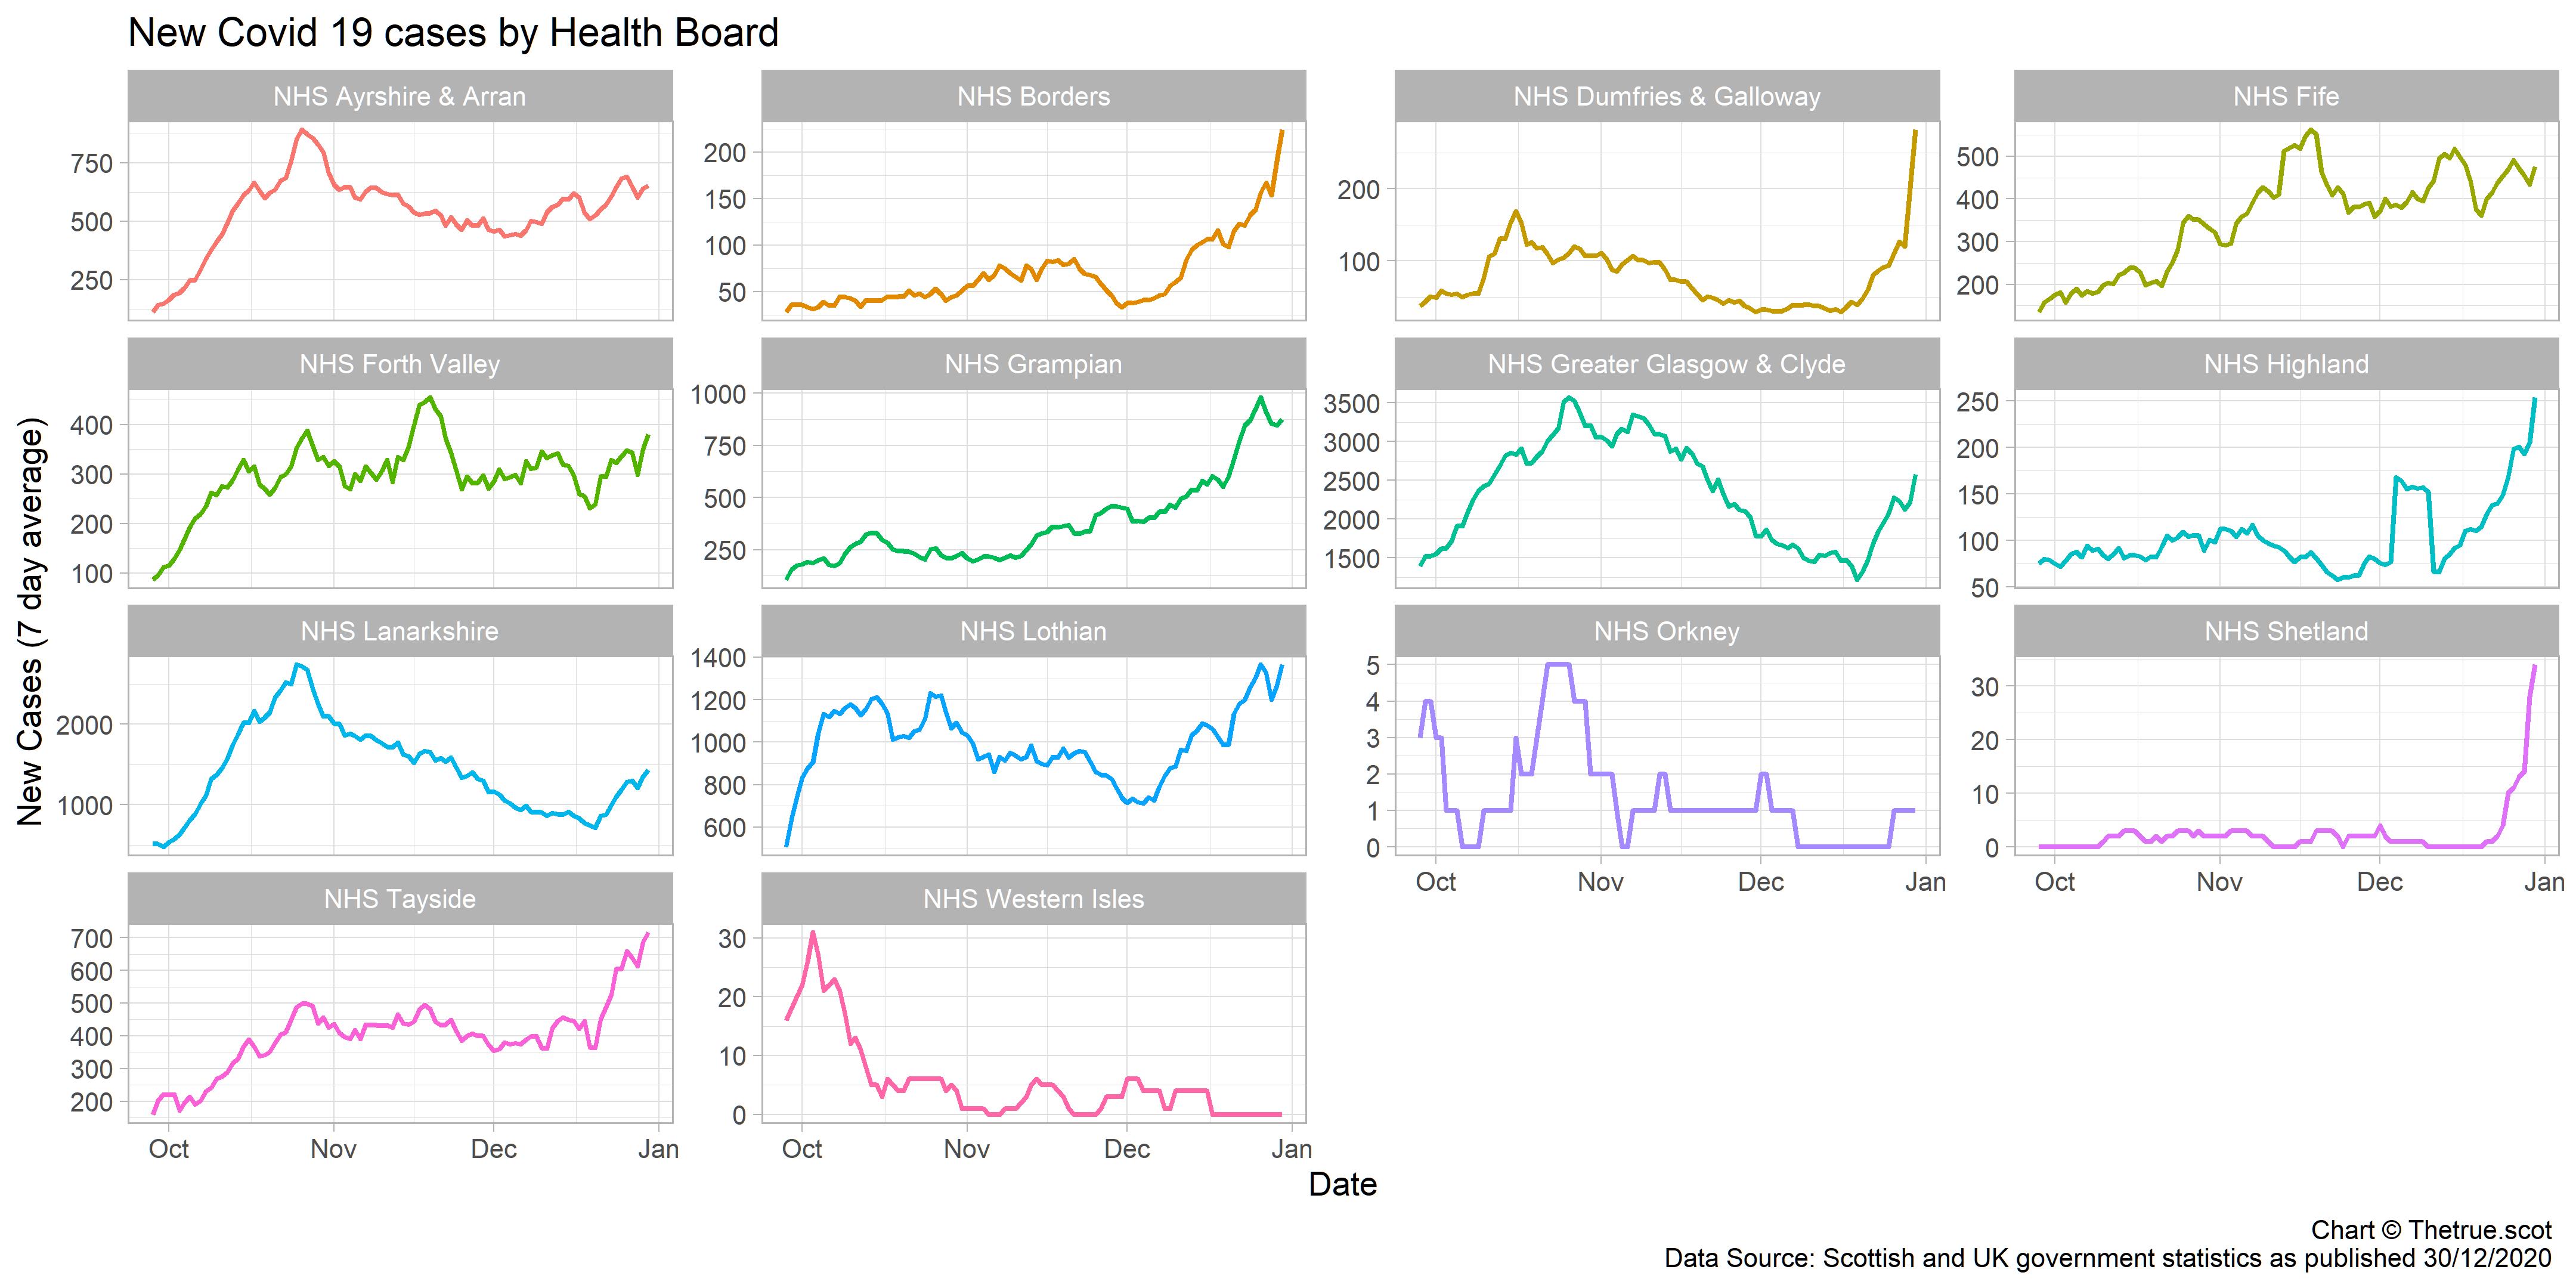 New Covid 19 cases by Health Board
NHS Ayrshire & Arran
NHS Borders
NHS Dumfries & Galloway
NHS Fife
750
500
250
200
150
100
50
200
100
500
400
300
200
NHS Forth Valley
NHS Grampian
NHS Greater Glasgow & Clyde
NHS Highland
400
300
200
100
1000
750
500
250
3500
3000
2500
2000
1500
250
200
150
100
50
New Cases (7 day average)
NHS Lanarkshire
NHS Lothian
NHS Orkney
NHS Shetland
2000
1000
1400
1200
1000
800
600
5
4
3
2
1
0
30
20
10
0
Oct Nov Dec Jan
Oct Nov Dec Jan
NHS Tayside
NHS Western Isles
700
600
500
400
300
200
30
20
10
0
Oct Nov Dec Jan
Oct Nov Dec Jan
Date
Chart © Thetrue.scot
Data Source: Scottish and UK government statistics as published 30/12/2020